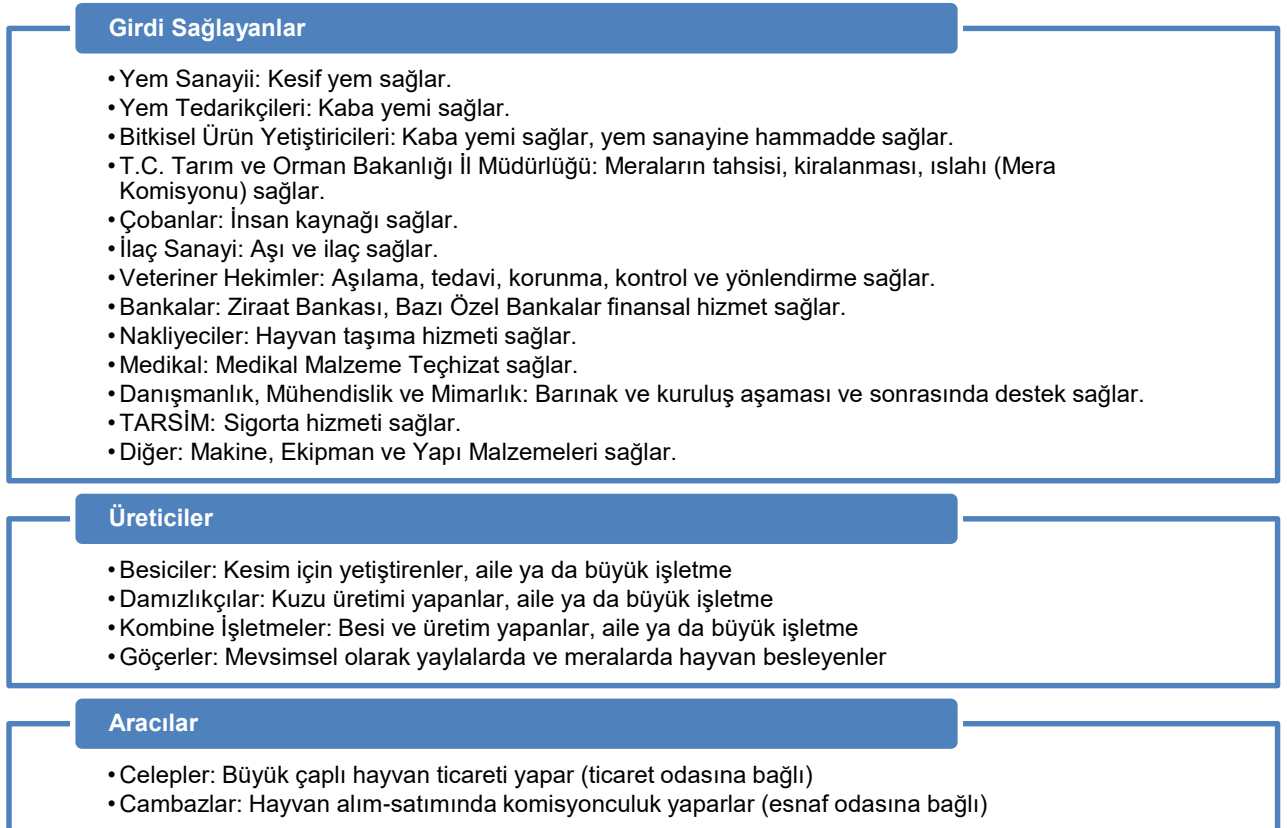 Girdi Sağlayanlar
•Yem Sanayii: Kesif yem sağlar.
•Yem Tedarikçileri: Kaba yemi sağlar.
•Bitkisel Ürün Yetiştiricileri: Kaba yemi sağlar, yem sanayine hammadde sağlar.
•T.C. Tarım ve Orman Bakanlığı İl Müdürlüğü: Meraların tahsisi, kiralanması, ıslahı (Mera
Komisyonu) sağlar.
•Çobanlar: İnsan kaynağı sağlar.
•İlaç Sanayi: Aşı ve ilaç sağlar.
•Veteriner Hekimler: Aşılama, tedavi, korunma, kontrol ve yönlendirme sağlar.
•Bankalar: Ziraat Bankası, Bazı Özel Bankalar finansal hizmet sağlar.
•Nakliyeciler: Hayvan taşıma hizmeti sağlar.
•Medikal: Medikal Malzeme Teçhizat sağlar.
•Danışmanlık, Mühendislik ve Mimarlık: Barınak ve kuruluş aşaması ve sonrasında destek sağlar.
•TARSİM: Sigorta hizmeti sağlar.
•Diğer: Makine, Ekipman ve Yapı Malzemeleri sağlar.
Üreticiler
•Besiciler: Kesim için yetiştirenler, aile ya da büyük işletme
•Damızlıkçılar: Kuzu üretimi yapanlar, aile ya da büyük işletme
•Kombine İşletmeler: Besi ve üretim yapanlar, aile ya da büyük işletme
•Göçerler: Mevsimsel olarak yaylalarda ve meralarda hayvan besleyenler
Aracılar
•Celepler: Büyük çaplı hayvan ticareti yapar (ticaret odasına bağlı)
•Cambazlar: Hayvan alım-satımında komisyonculuk yaparlar (esnaf odasına bağlı)